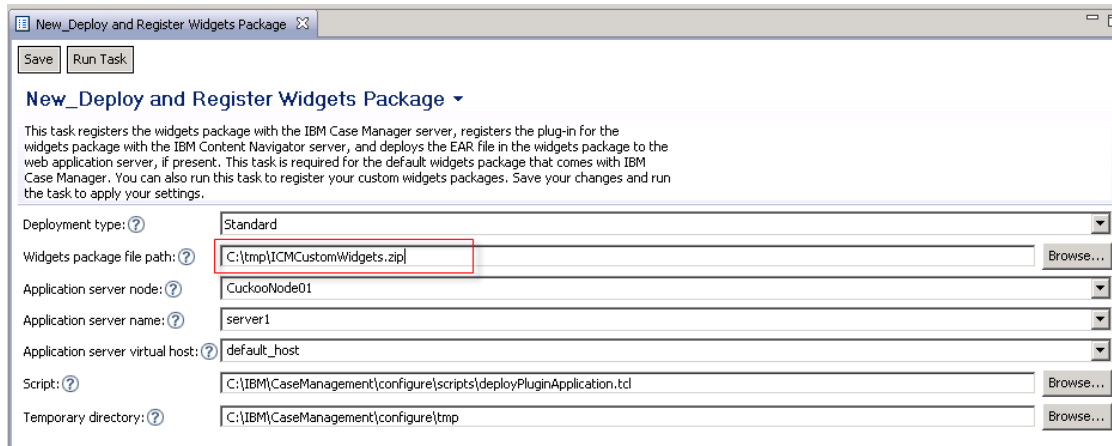 New_Deploy and Register Widgets Package
Save Run Task
New_Deploy and Register Widgets Package
This task registers the widgets package with the IBM Case Manager server, registers the plug-in for the
widgets package with the IBM Content Navigator server, and deploys the EAR file in the widgets package to the
web application server, if present. This task is required for the default widgets package that comes with IBM
Case Manager. You can also run this task to register your custom widgets packages. Save your changes and run
the task to apply your settings.
Deployment type: ? Standard
Widgets package file path: ? C:\tmp\ICMCustomWidgets.zip Browse...
Application server node: ? CuckooNode01
Application server name: ? server1
Application server virtual host: ? default_host
Script: ? C:\IBM\CaseManagement\configure\scripts\deployPluginApplication.tcl Browse...
Temporary directory: ? C:\IBM\CaseManagement\configure\tmp Browse...